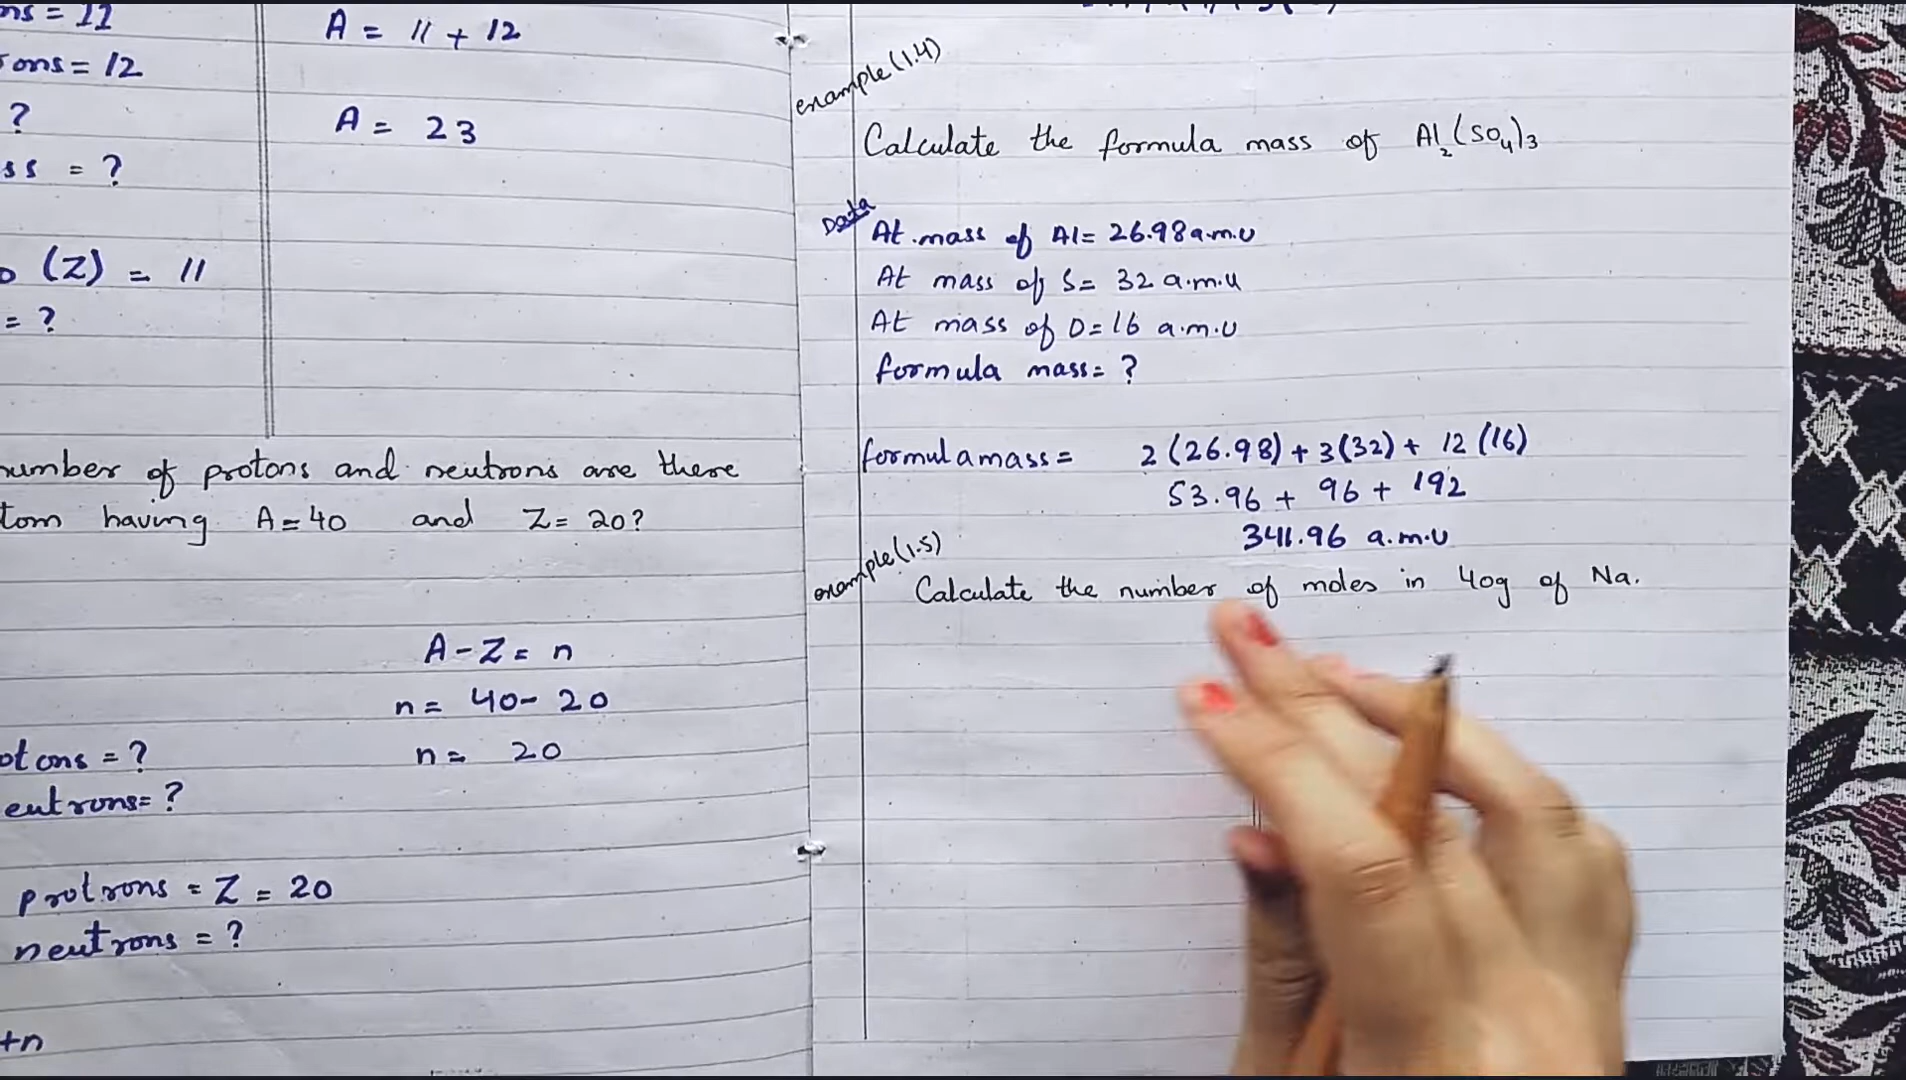 = 12
A = 11 + 12
ons = 12
?
A = 23
ss = ?
(Z) = 11
= ?
number of protons and neutrons are there
tom having A = 40 and Z = 20?
A - Z = n
n = 40 - 20
otons = ?
n = 20
eutrons = ?
protrons = Z = 20
neutrons = ?
+n
example (1.4)
Calculate the formula mass of Al₂(SO₄)3
Data
At. mass of Al = 26.98 a.m.u
At mass of S = 32 a.m.u
At mass of O = 16 a.m.u
formula mass = ?
formula mass = 2 (26.98) + 3(32) + 12 (16)
53.96 + 96 + 192
341.96 a.m.u
example (1.5)
Calculate the number of moles in 40g of Na.